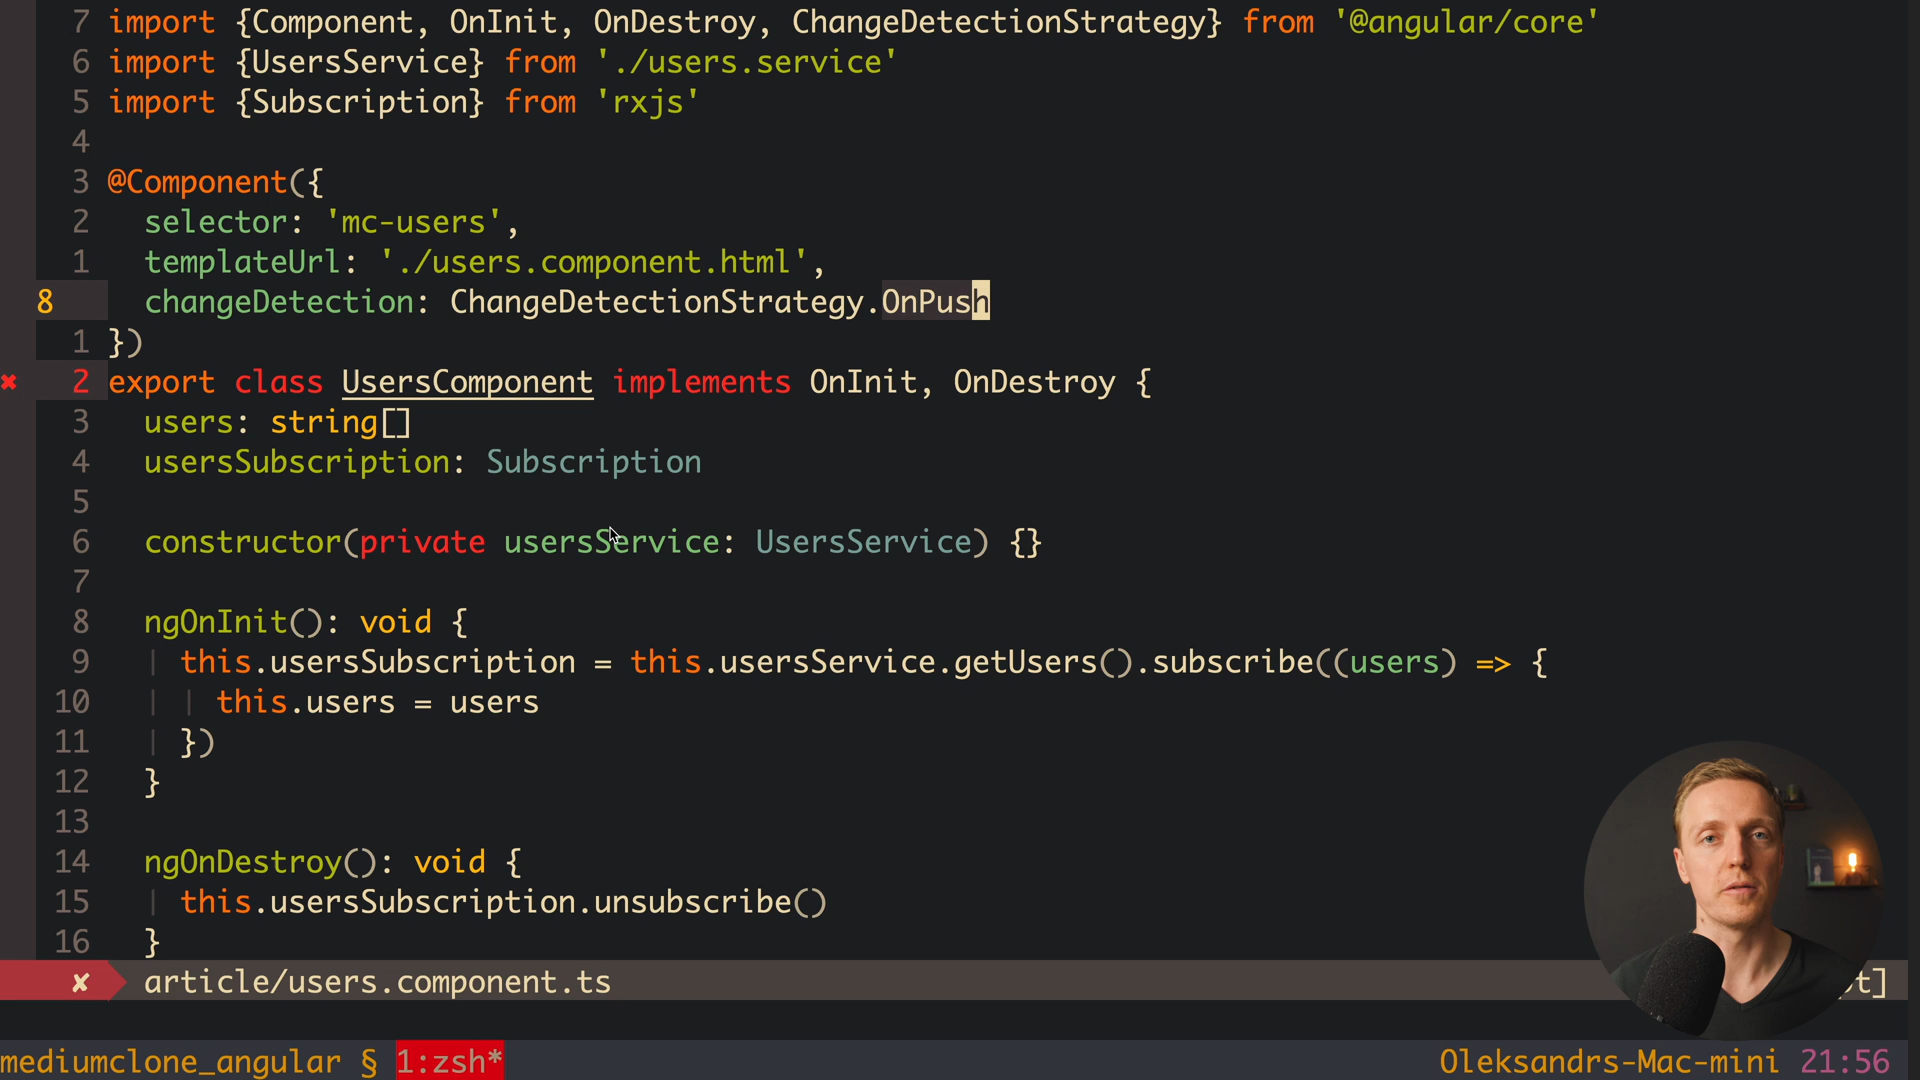 7 import {Component, OnInit, OnDestroy, ChangeDetectionStrategy} from '@angular/core'
6 import {UsersService} from './users.service'
5 import {Subscription} from 'rxjs'
4
3 @Component({
2   selector: 'mc-users',
1   templateUrl: './users.component.html',
8   changeDetection: ChangeDetectionStrategy.OnPush
1 })
✖ 2 export class UsersComponent implements OnInit, OnDestroy {
3   users: string[]
4   usersSubscription: Subscription
5
6   constructor(private usersService: UsersService) {}
7
8   ngOnInit(): void {
9   | this.usersSubscription = this.usersService.getUsers().subscribe((users) => {
10   | | this.users = users
11   | })
12   }
13
14   ngOnDestroy(): void {
15   | this.usersSubscription.unsubscribe()
16   }
✘ article/users.component.ts t]
mediumclone_angular § 1:zsh* Oleksandrs-Mac-mini 21:56